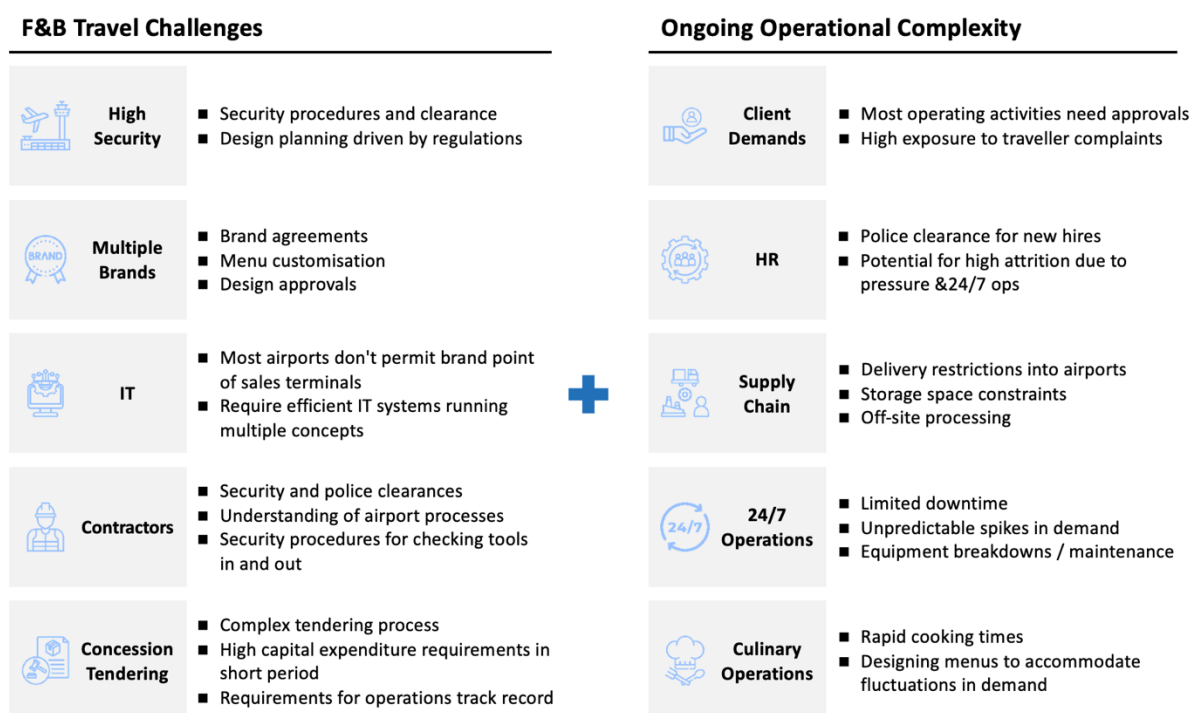 F&B Travel Challenges
High
Security
■ Security procedures and clearance
■ Design planning driven by regulations
BRAND
Multiple
Brands
■ Brand agreements
■ Menu customisation
■ Design approvals
IT
■ Most airports don't permit brand point
of sales terminals
■ Require efficient IT systems running
multiple concepts
Contractors
■ Security and police clearances
■ Understanding of airport processes
■ Security procedures for checking tools
in and out
Concession
Tendering
■ Complex tendering process
■ High capital expenditure requirements in
short period
■ Requirements for operations track record
Ongoing Operational Complexity
Client
Demands
■ Most operating activities need approvals
■ High exposure to traveller complaints
HR
■ Police clearance for new hires
■ Potential for high attrition due to
pressure &24/7 ops
Supply
Chain
■ Delivery restrictions into airports
■ Storage space constraints
■ Off-site processing
24/7
24/7
Operations
■ Limited downtime
■ Unpredictable spikes in demand
■ Equipment breakdowns / maintenance
Culinary
Operations
■ Rapid cooking times
■ Designing menus to accommodate
fluctuations in demand